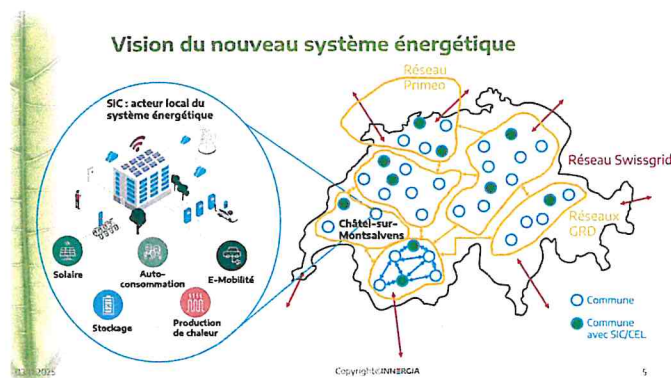 Vision du nouveau système énergétique
SIC : acteur local du
système énergétique
Solaire
Auto-
consommation
E-Mobilité
Stockage
Production
de chaleur
Réseau
Primeo
Réseau Swissgrid
Réseaux
GRD
Châtel-sur-
Montsalvens
Commune
Commune
avec SIC/CEL
Copyright INNERGIA
5